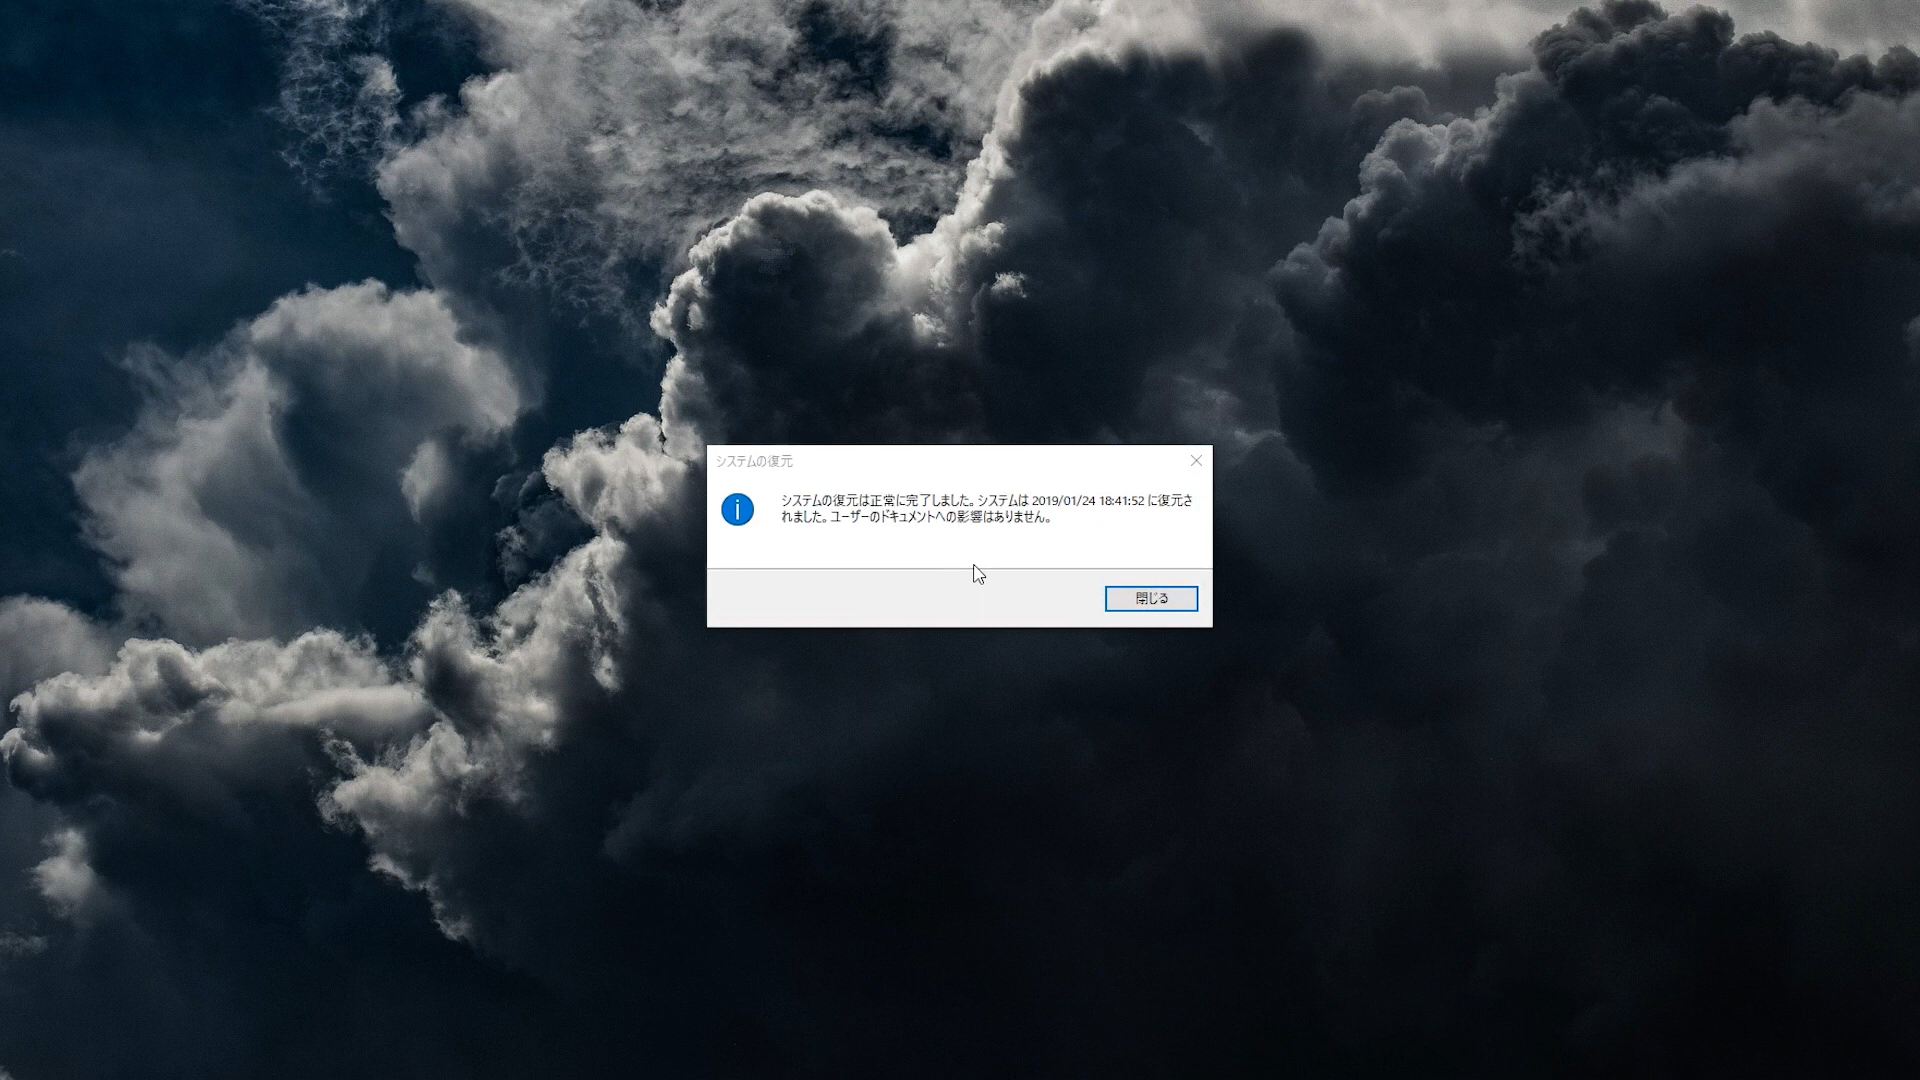 システムの復元
システムの復元は正常に完了しました。システムは 2019/01/24 18:41:52 に復元さ
れました。ユーザーのドキュメントへの影響はありません。
閉じる